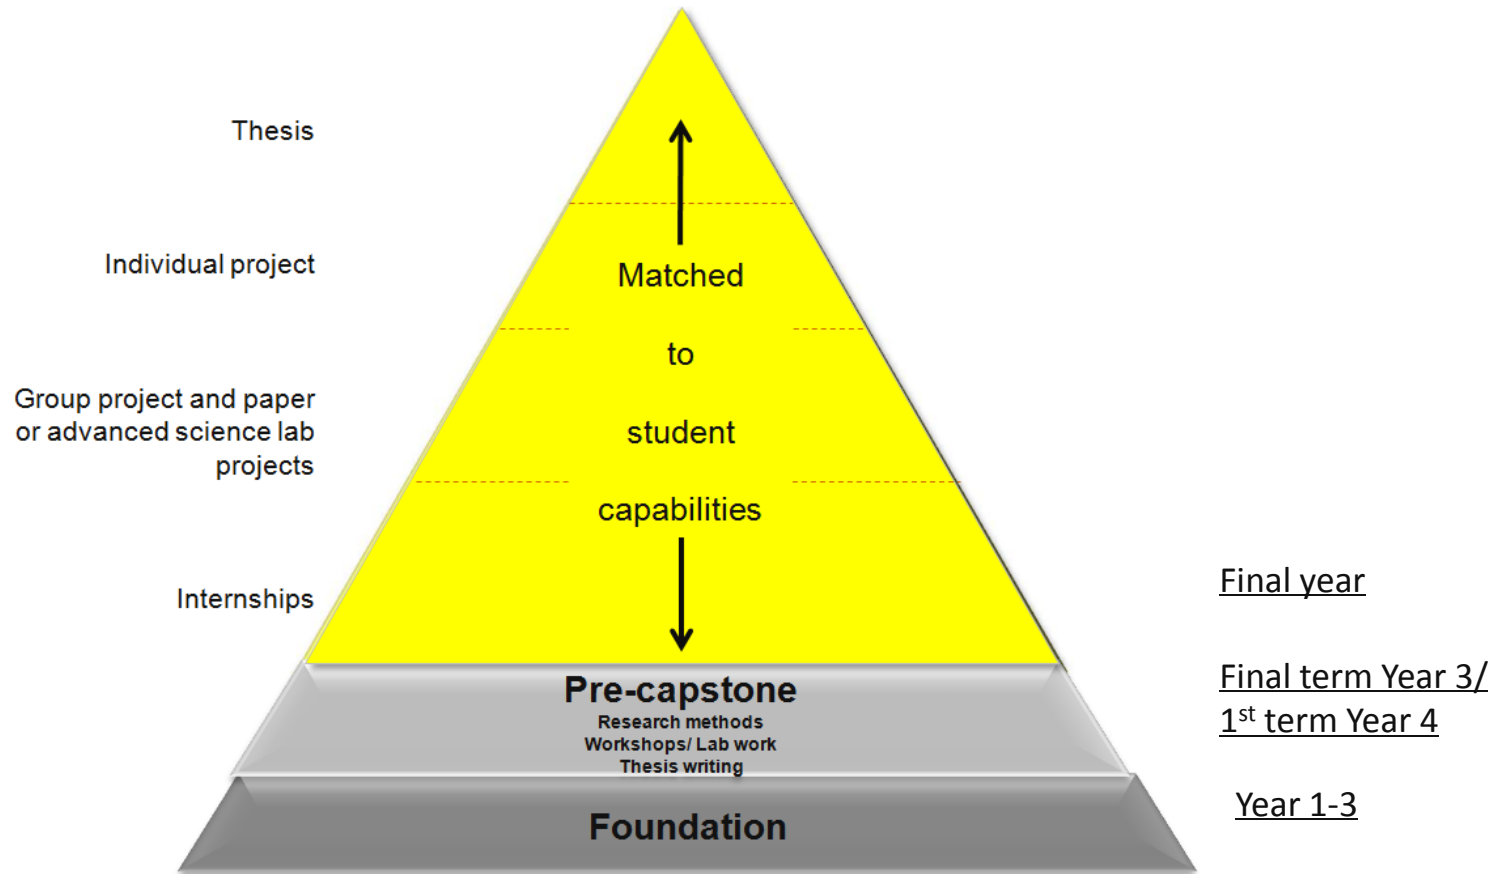 Thesis
Individual project
Matched
to
Group project and paper
or advanced science lab
projects
student
capabilities
Internships
Final year
Pre-capstone
Research methods
Workshops/ Lab work
Thesis writing
Final term Year 3/
1st term Year 4
Foundation
Year 1-3